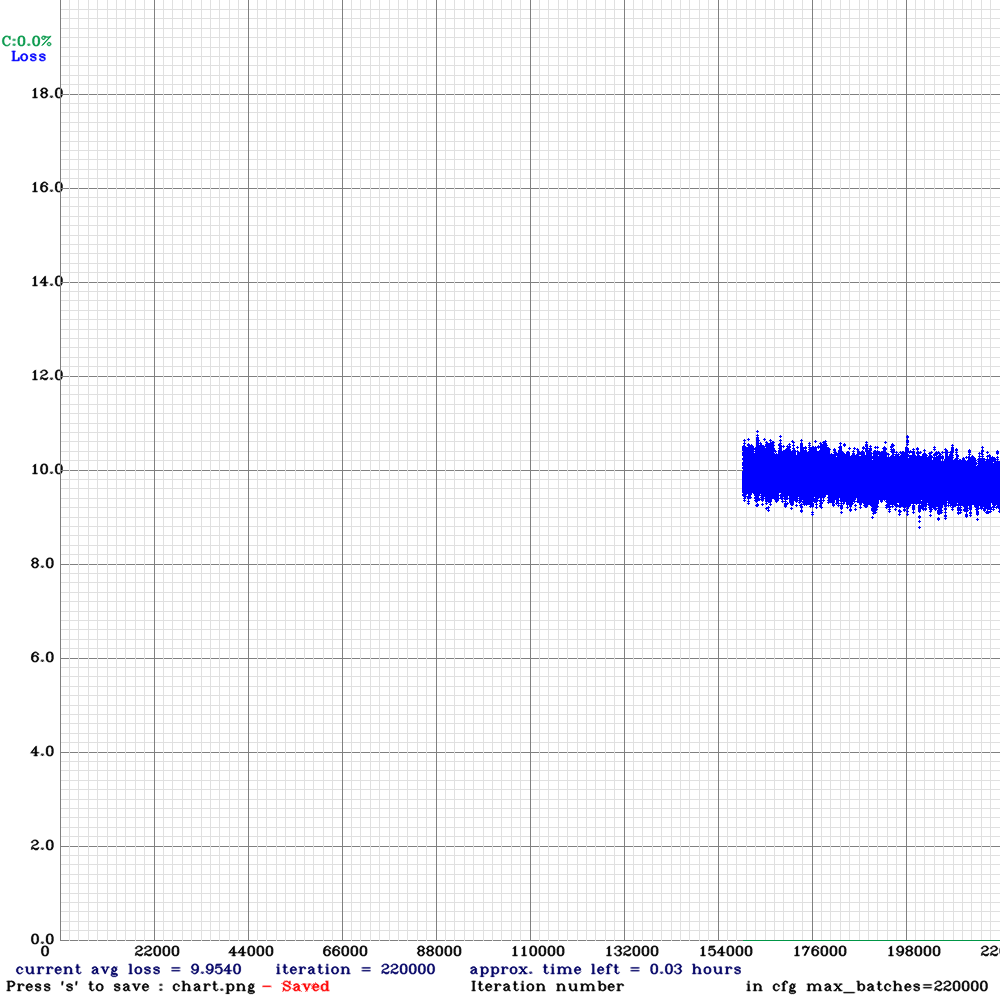 C:0.0%
Loss
18.0
16.0
14.0
12.0
10.0
8.0
6.0
4.0
2.0
0.0
0 22000 44000 66000 88000 110000 132000 154000 176000 198000 220
current avg loss = 9.9540 iteration = 220000 approx. time left = 0.03 hours
Press 's' to save : chart.png - Saved Iteration number in cfg max_batches=220000